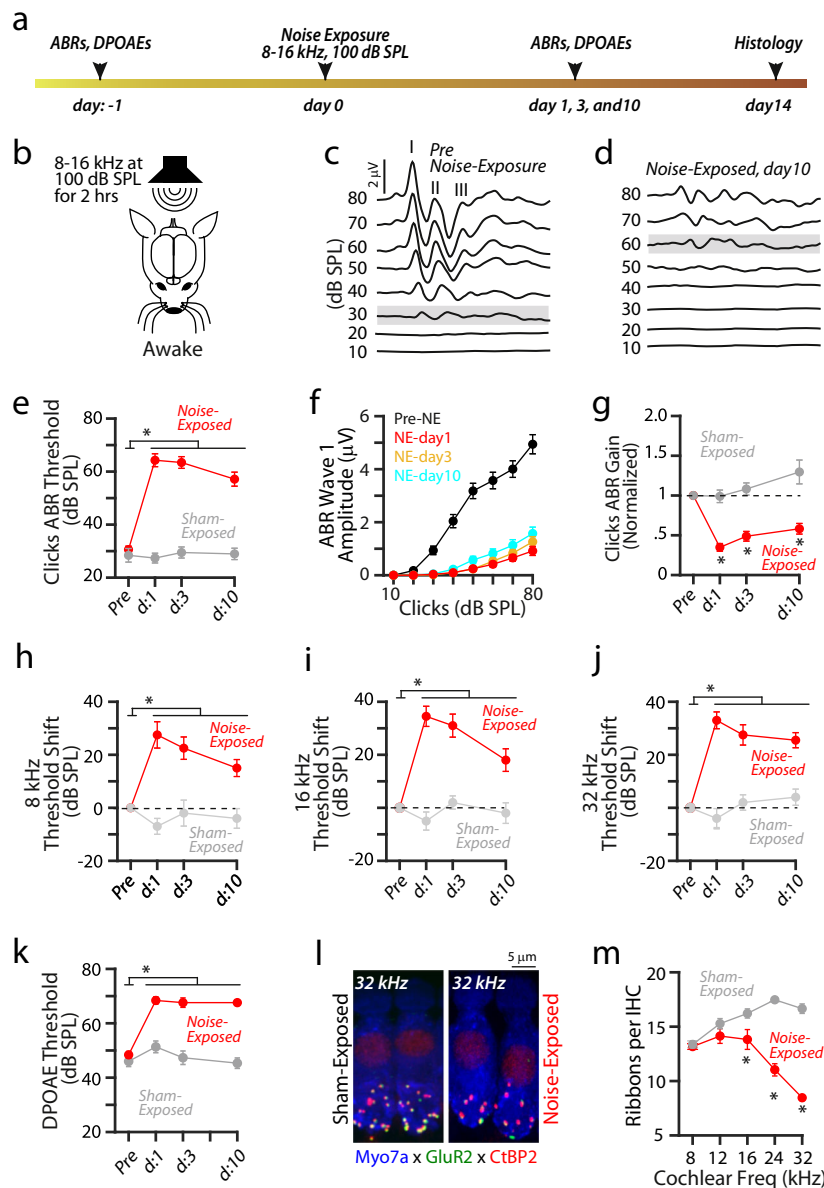 a
ABRs, DPOAEs
Noise Exposure
8-16 kHz, 100 dB SPL
ABRs, DPOAEs
Histology
day: -1
day 0
day 1, 3, and10
day14
b
8-16 kHz at
100 dB SPL
for 2 hrs
Awake
c
2 μV
I
II
III
Pre
Noise-Exposure
(dB SPL)
80
70
60
50
40
30
20
10
d
Noise-Exposed, day10
80
70
60
50
40
30
20
10
e
Clicks ABR Threshold
(dB SPL)
80
60
40
20
*
Noise-
Exposed
Sham-
Exposed
Pre
d:1
d:3
d:10
f
ABR Wave 1
Amplitude (μV)
6
4
2
0
Pre-NE
NE-day1
NE-day3
NE-day10
10
80
Clicks (dB SPL)
g
Clicks ABR Gain
(Normalized)
2.0
1.5
1
.5
0
Sham-
Exposed
Noise-
Exposed
*
*
*
Pre
d:1
d:3
d:10
h
8 kHz
Threshold Shift
(dB SPL)
40
20
0
-20
*
Noise-
Exposed
Sham-
Exposed
Pre
d:1
d:3
d:10
i
16 kHz
Threshold Shift
(dB SPL)
40
20
0
-20
*
Noise-
Exposed
Sham-
Exposed
Pre
d:1
d:3
d:10
j
32 kHz
Threshold Shift
(dB SPL)
40
20
0
-20
*
Noise-
Exposed
Sham-
Exposed
Pre
d:1
d:3
d:10
k
DPOAE Threshold
(dB SPL)
80
60
40
20
*
Noise-
Exposed
Sham-
Exposed
Pre
d:1
d:3
d:10
l
5 μm
Sham-Exposed
32 kHz
32 kHz
Noise-Exposed
Myo7a x GluR2 x CtBP2
m
Ribbons per IHC
20
15
10
5
Sham-
Exposed
Noise-
Exposed
*
*
*
8
12
16
24
32
Cochlear Freq (kHz)